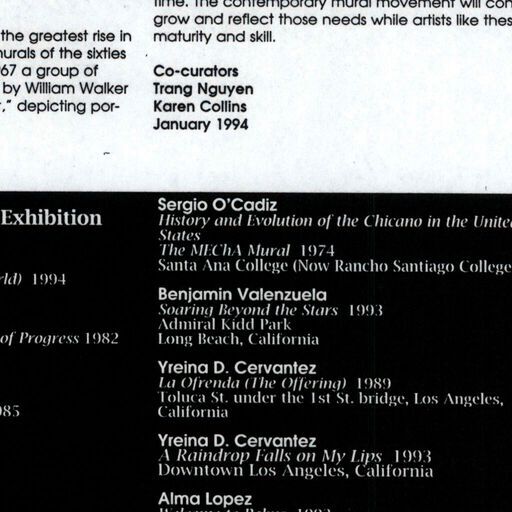 the greatest rise in
murals of the sixties
67 a group of
by William Walker
," depicting por-
time. The contemporary mural movement will con
grow and reflect those needs while artists like thes
maturity and skill.
Co-curators
Trang Nguyen
Karen Collins
January 1994
Exhibition
rld) 1994
of Progress 1982
985
Sergio O'Cadiz
History and Evolution of the Chicano in the United
States
The MEChA Mural 1974
Santa Ana College (Now Rancho Santiago College
Benjamin Valenzuela
Soaring Beyond the Stars 1993
Admiral Kidd Park
Long Beach, California
Yreina D. Cervantez
La Ofrenda (The Offering) 1989
Toluca St. under the 1st St. bridge, Los Angeles,
California
Yreina D. Cervantez
A Raindrop Falls on My Lips 1993
Downtown Los Angeles, California
Alma Lopez